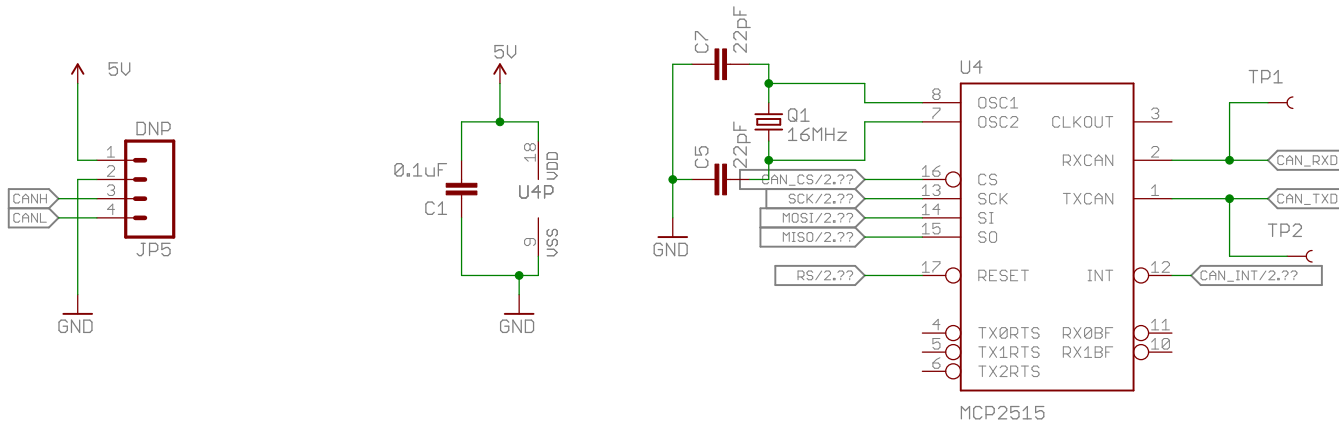 5V
DNP
1
2
3
4
CANH
CANL
JP5
GND
5V
0.1uF
C1
18
VDD
U4P
9
VSS
GND
C7
22pF
Q1
16MHz
C5
22pF
GND
CAN_CS/2.??
SCK/2.??
MOSI/2.??
MISO/2.??
RS/2.??
U4
8 OSC1
7 OSC2
16 CS
13 SCK
14 SI
15 SO
17 RESET
4 TX0RTS
5 TX1RTS
6 TX2RTS
CLKOUT 3
RXCAN 2
TXCAN 1
INT 12
RX0BF 11
RX1BF 10
MCP2515
TP1
CAN_RXD
CAN_TXD
TP2
CAN_INT/2.??